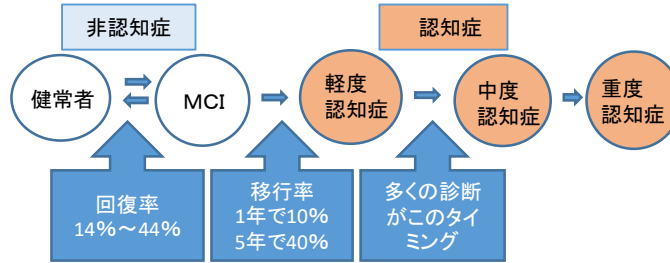 非認知症
認知症
健常者
MCI
軽度
認知症
中度
認知症
重度
認知症
回復率
14%～44%
移行率
1年で10%
5年で40%
多くの診断
がこのタイ
ミング